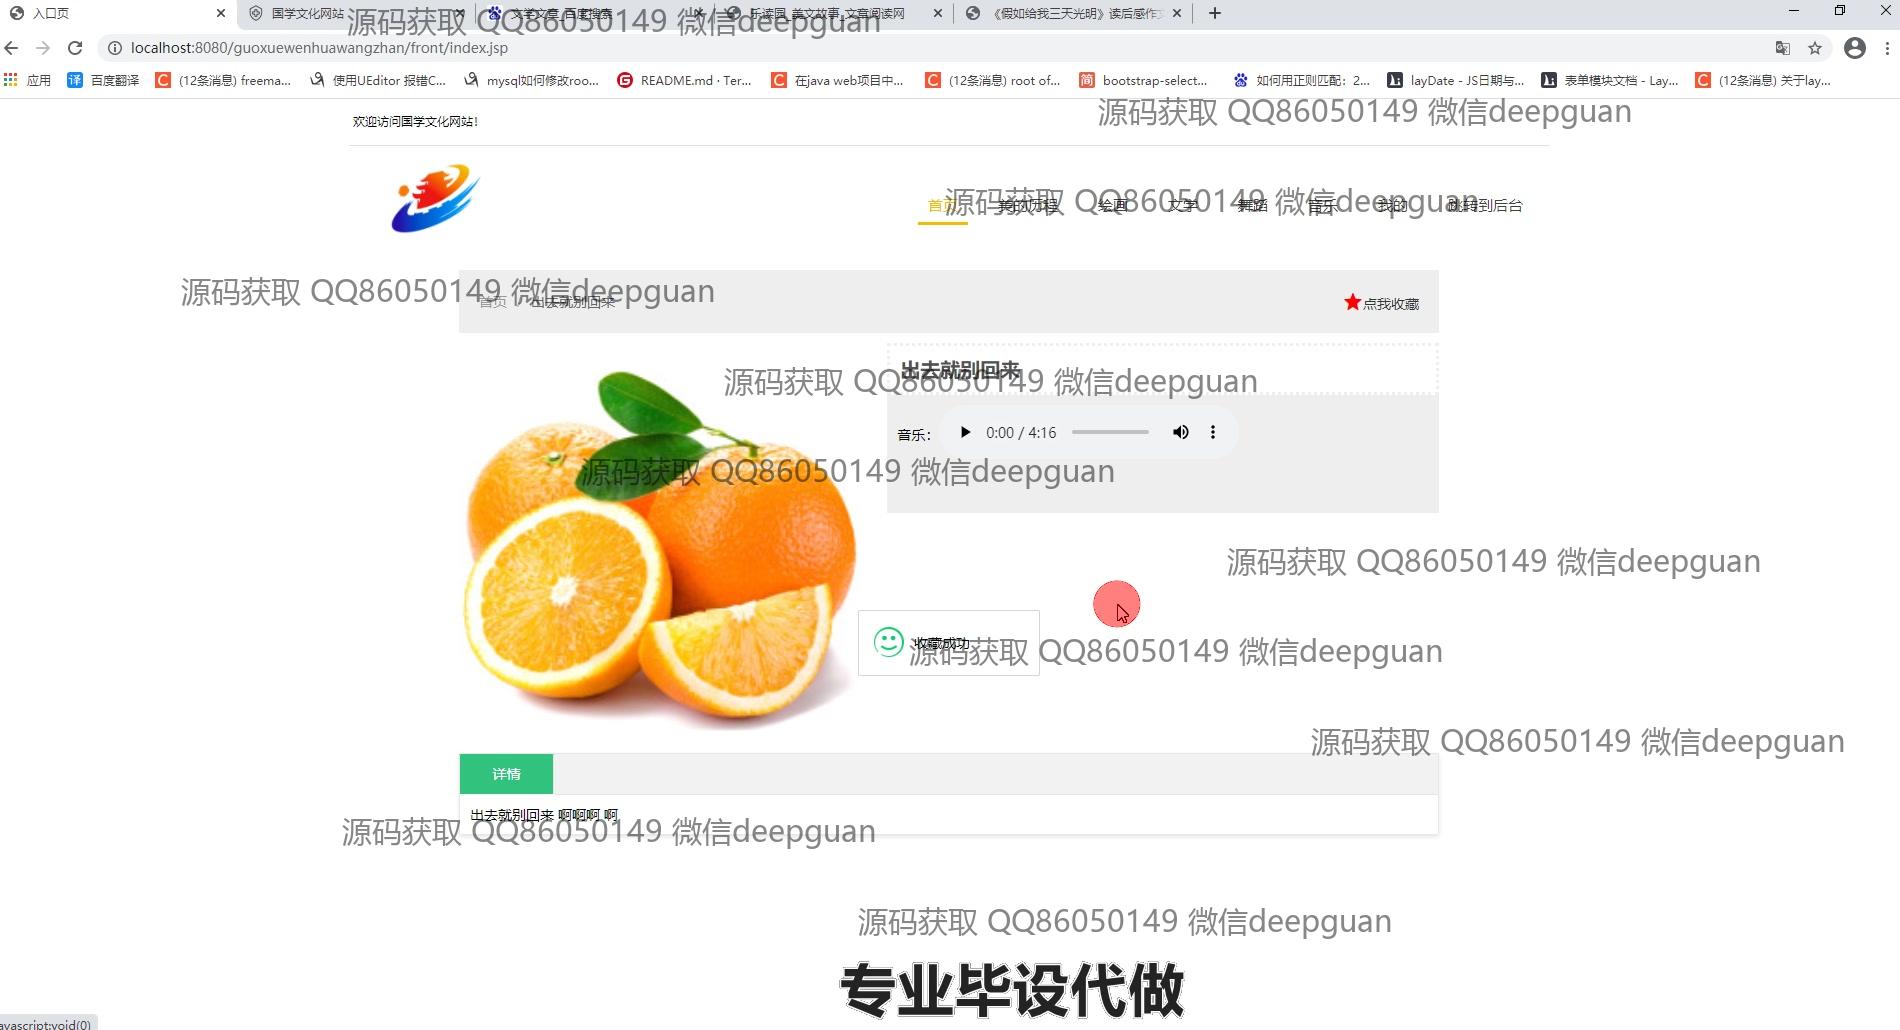 入口页
国学文化网站
文学文章_百度搜索
乐读园_美文故事_文章阅读网
《假如给我三天光明》读后感作文
源码获取 QQ86050149 微信deepguan
localhost:8080/guoxuewenhuawangzhan/front/index.jsp
应用
百度翻译
(12条消息) freema...
使用UEditor 报错C...
mysql如何修改roo...
README.md · Ter...
在java web项目中...
(12条消息) root of...
bootstrap-select...
如何用正则匹配：2...
layDate - JS日期与...
表单模块文档 - Lay...
(12条消息) 关于lay...
源码获取 QQ86050149 微信deepguan
欢迎访问国学文化网站!
首页 美的历程 绘画 文学 舞蹈 音乐 我的 跳转到后台
源码获取 QQ86050149 微信deepguan
源码获取 QQ86050149 微信deepguan
首页 出去就别回来
点我收藏
出去就别回来
源码获取 QQ86050149 微信deepguan
音乐： 0:00 / 4:16
源码获取 QQ86050149 微信deepguan
源码获取 QQ86050149 微信deepguan
收藏成功
源码获取 QQ86050149 微信deepguan
源码获取 QQ86050149 微信deepguan
详情
出去就别回来 啊啊啊 啊
源码获取 QQ86050149 微信deepguan
源码获取 QQ86050149 微信deepguan
专业毕设代做
avascript:void(0)